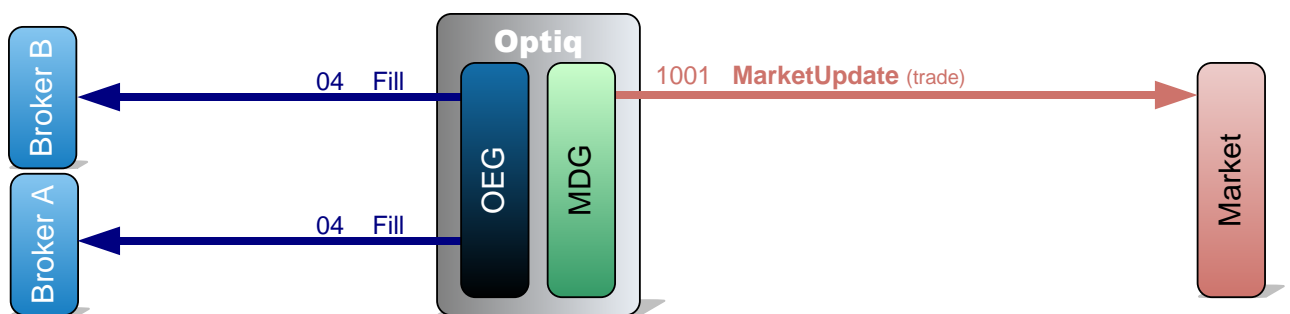 Optiq
Broker B
04 Fill
1001 MarketUpdate (trade)
OEG
MDG
Market
Broker A
04 Fill